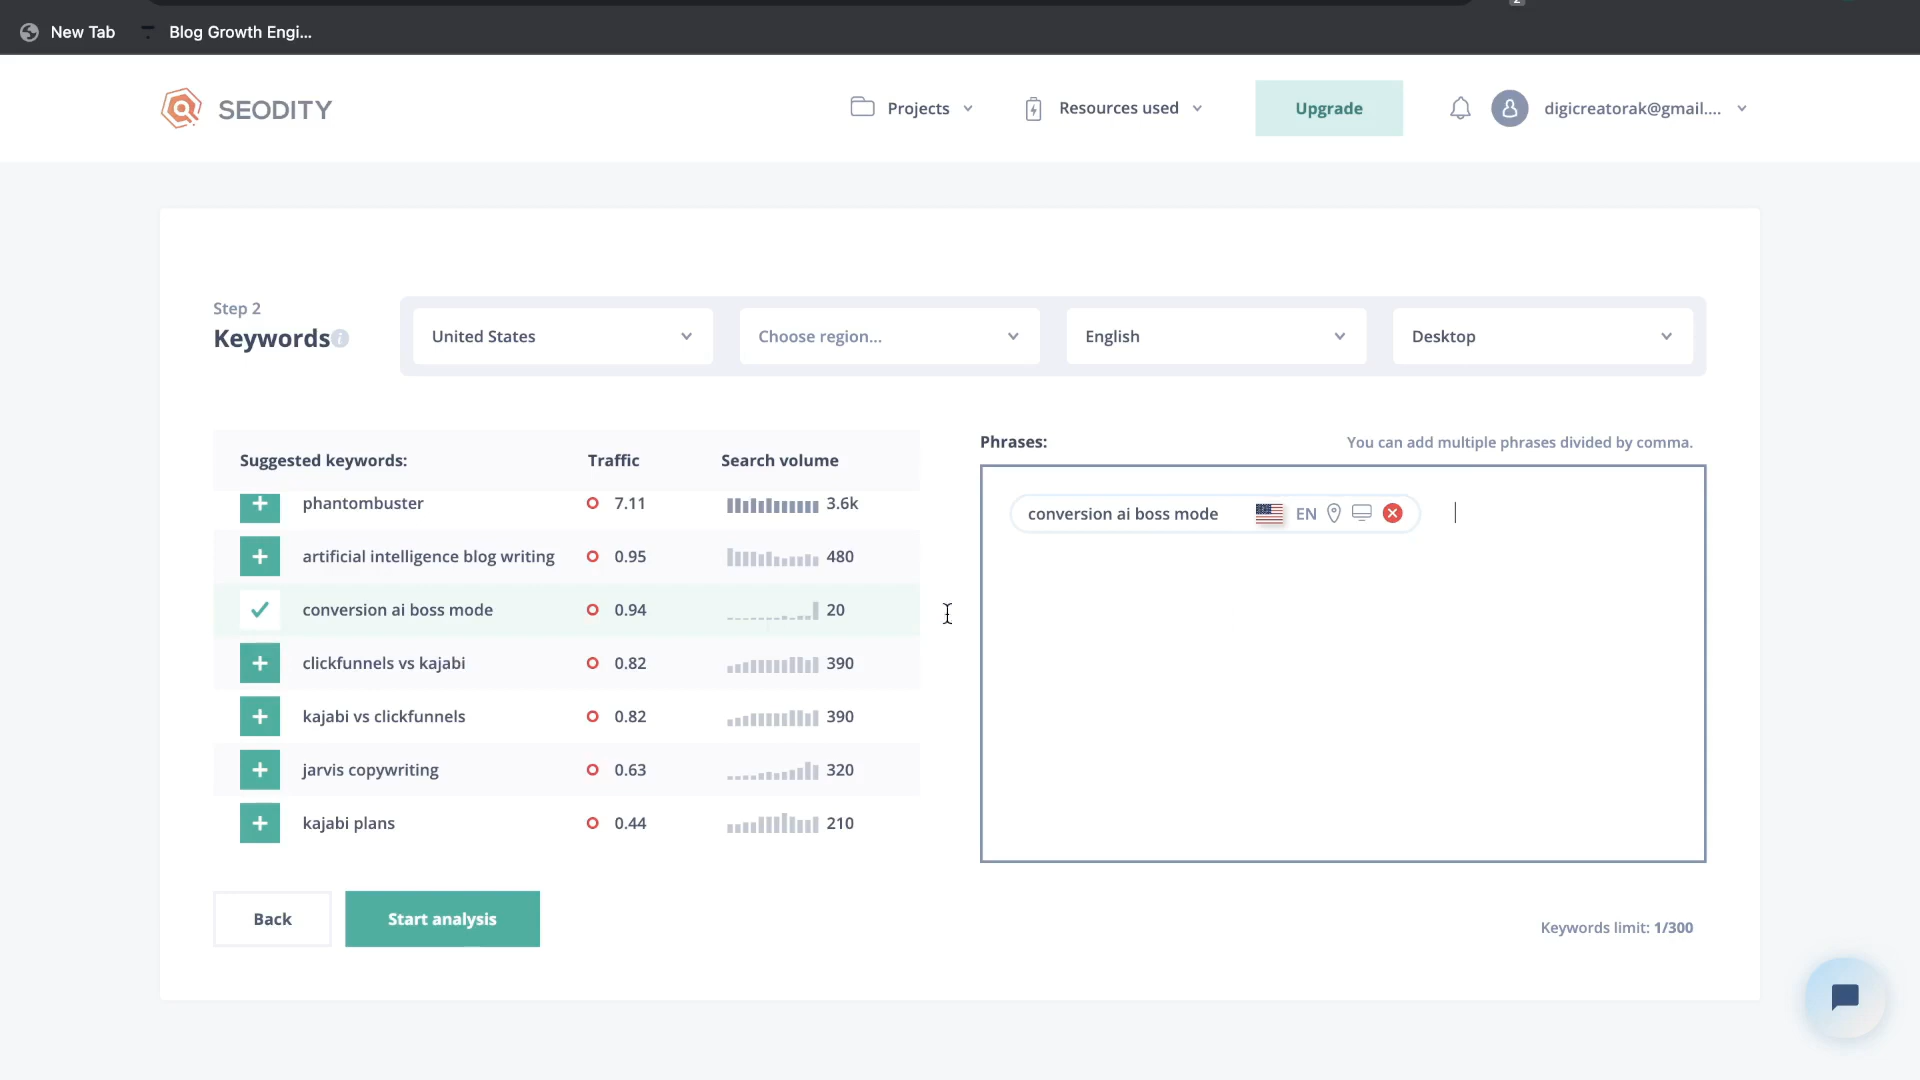 New Tab
Blog Growth Engi...
SEODITY
Projects
Resources used
Upgrade
digicreatorak@gmail....
Step 2
Keywords
United States
Choose region...
English
Desktop
Suggested keywords:
Traffic
Search volume
phantombuster 7.11 3.6k
artificial intelligence blog writing 0.95 480
conversion ai boss mode 0.94 20
clickfunnels vs kajabi 0.82 390
kajabi vs clickfunnels 0.82 390
jarvis copywriting 0.63 320
kajabi plans 0.44 210
Phrases:
You can add multiple phrases divided by comma.
conversion ai boss mode EN
Back
Start analysis
Keywords limit: 1/300